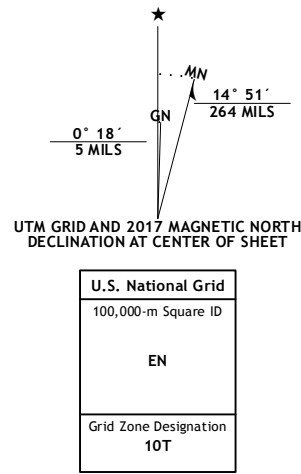 MN
GN
0° 18´
5 MILS
14° 51´
264 MILS
UTM GRID AND 2017 MAGNETIC NORTH
DECLINATION AT CENTER OF SHEET
U.S. National Grid
100,000-m Square ID
EN
Grid Zone Designation
10T